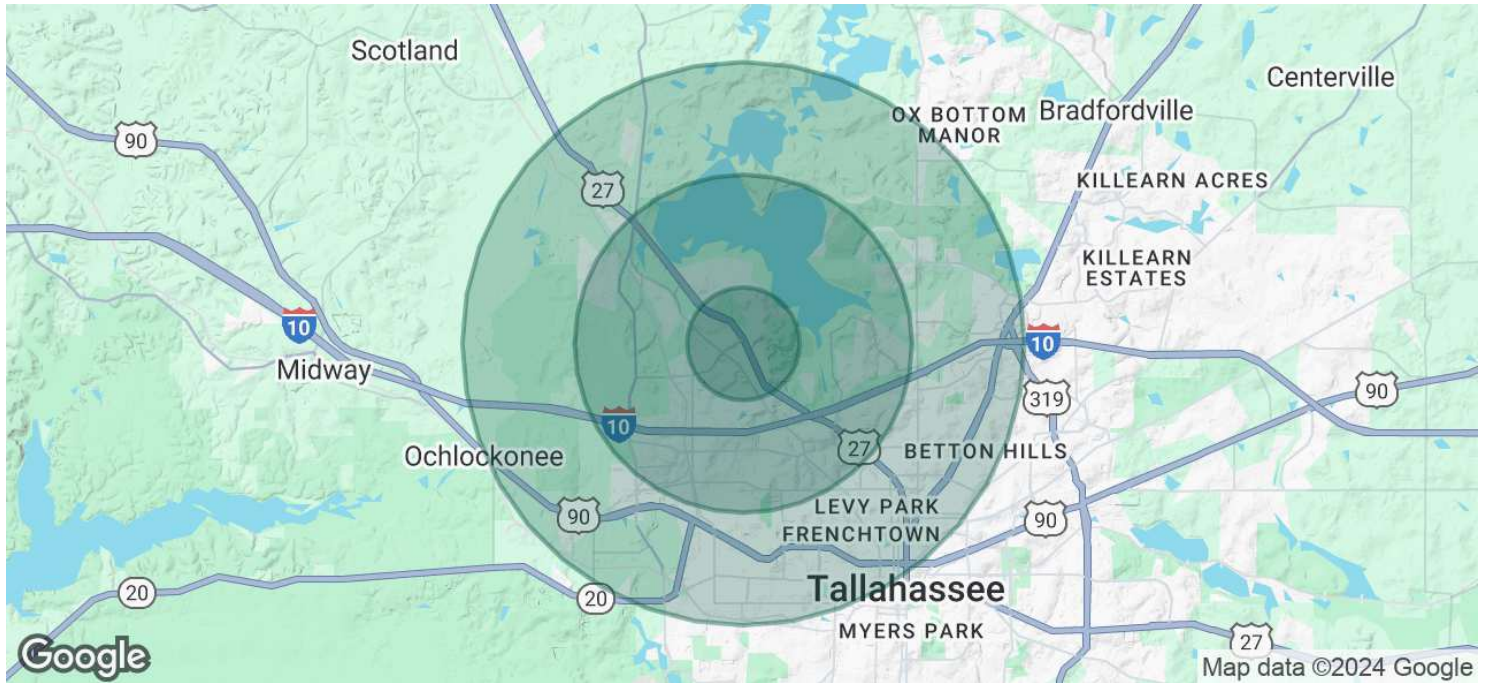 Scotland
Centerville
OX BOTTOM
MANOR
Bradfordville
90
27
KILLEARN ACRES
KILLEARN
ESTATES
10
10
Midway
319
90
10
27
BETTON HILLS
Ochlockonee
90
LEVY PARK
90
FRENCHTOWN
20
20
Tallahassee
MYERS PARK
27
Google
Map data ©2024 Google